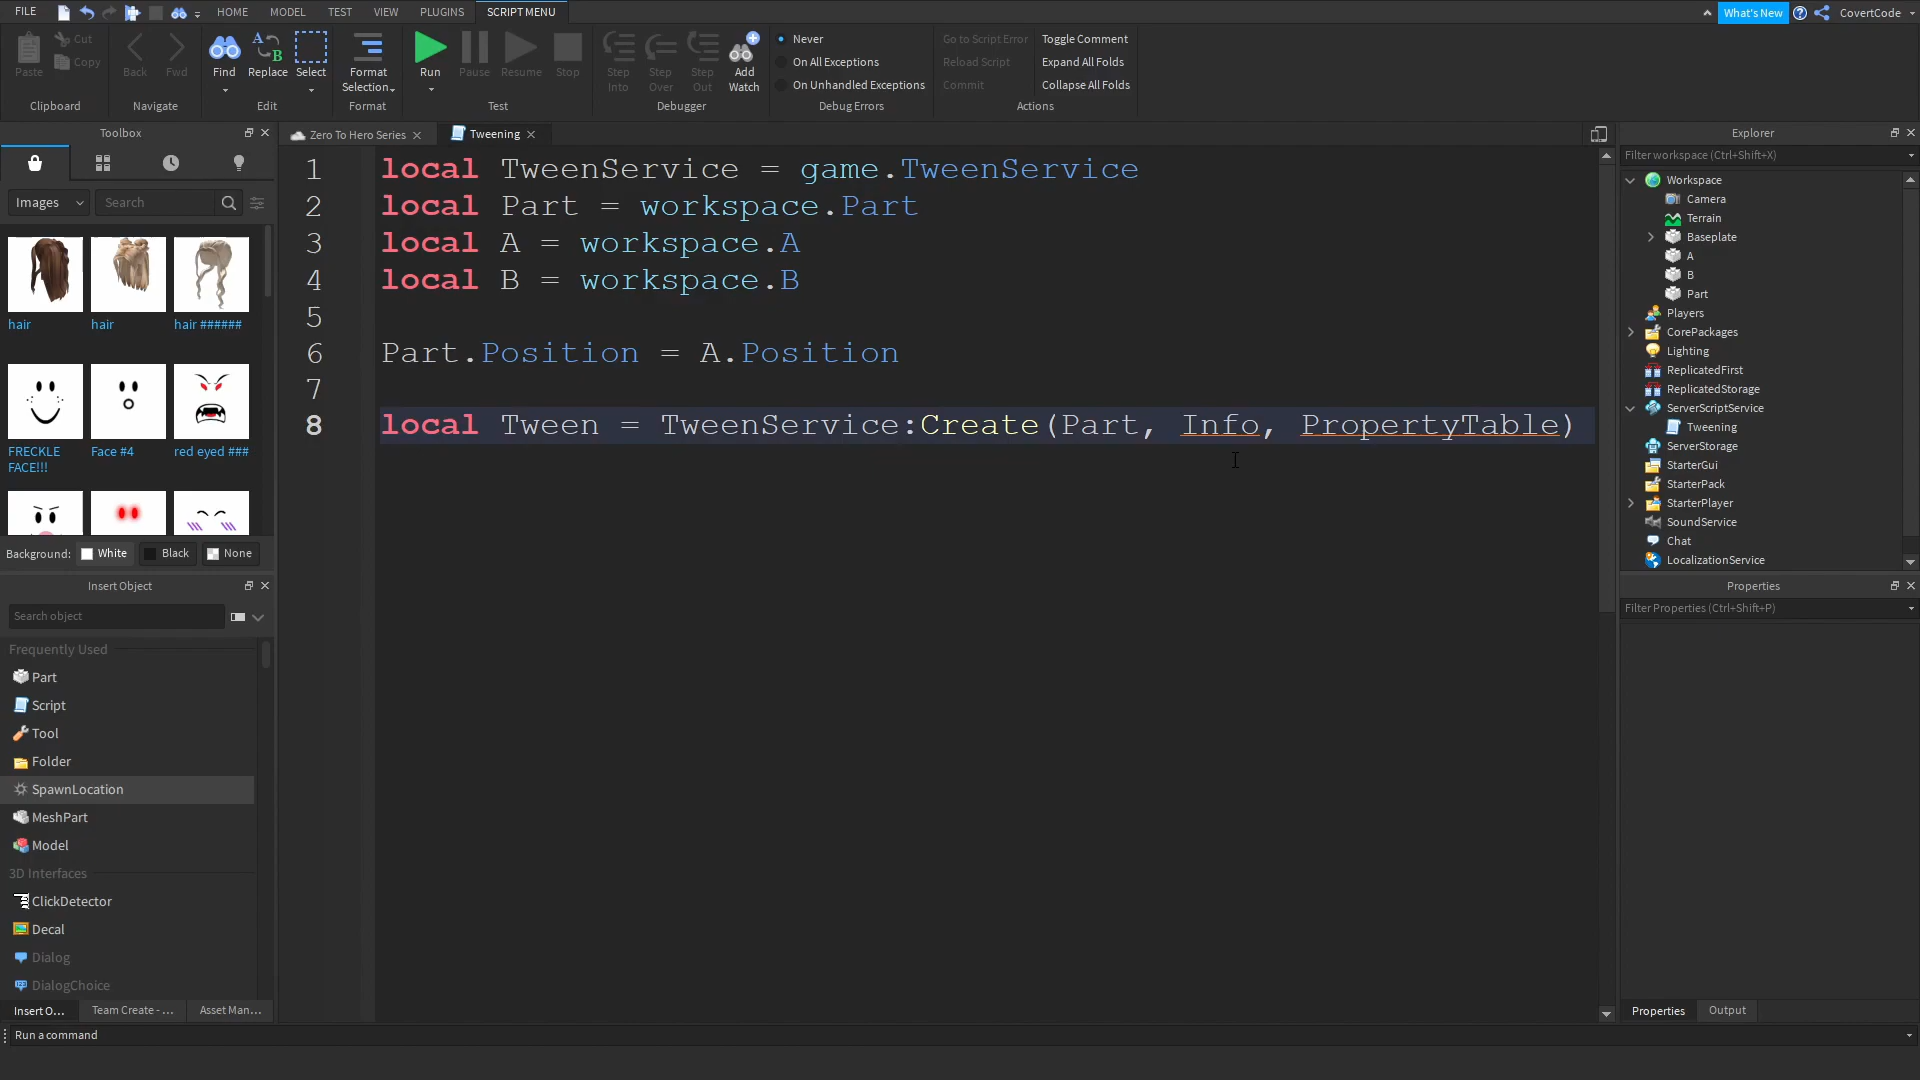 FILE
HOME
MODEL
TEST
VIEW
PLUGINS
SCRIPT MENU
What's New
CovertCode
Paste
Cut
Copy
Clipboard
Back
Fwd
Navigate
Find
Replace
Select
Edit
Format
Selection
Format
Run
Pause
Resume
Stop
Test
Step
Into
Step
Over
Step
Out
Add
Watch
Debugger
Never
On All Exceptions
On Unhandled Exceptions
Debug Errors
Go to Script Error
Reload Script
Commit
Toggle Comment
Expand All Folds
Collapse All Folds
Actions
Toolbox
Images
Search
hair
hair
hair ######
FRECKLE
FACE!!!
Face #4
red eyed ###
Background:
White
Black
None
Insert Object
Search object
Frequently Used
Part
Script
Tool
Folder
SpawnLocation
MeshPart
Model
3D Interfaces
ClickDetector
Decal
Dialog
DialogChoice
Insert O...
Team Create - ...
Asset Man...
Run a command
Zero To Hero Series
Tweening
1 local TweenService = game.TweenService
2 local Part = workspace.Part
3 local A = workspace.A
4 local B = workspace.B
5
6 Part.Position = A.Position
7
8 local Tween = TweenService:Create(Part, Info, PropertyTable)
Explorer
Filter workspace (Ctrl+Shift+X)
Workspace
Camera
Terrain
Baseplate
A
B
Part
Players
CorePackages
Lighting
ReplicatedFirst
ReplicatedStorage
ServerScriptService
Tweening
ServerStorage
StarterGui
StarterPack
StarterPlayer
SoundService
Chat
LocalizationService
Properties
Filter Properties (Ctrl+Shift+P)
Properties
Output